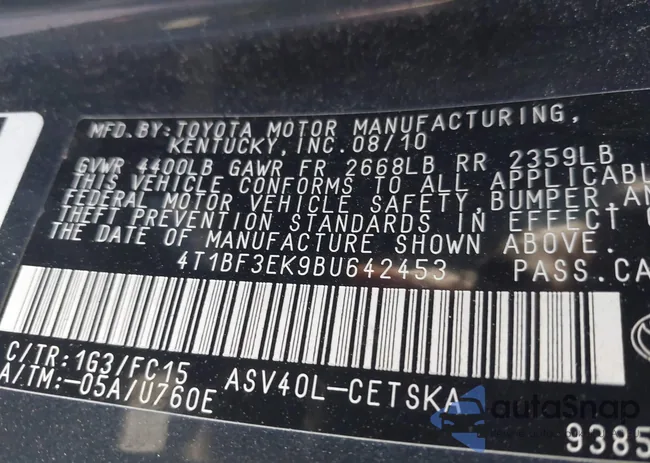 MFD. BY: TOYOTA MOTOR MANUFACTURING,
KENTUCKY, INC. 08/10
GVWR 4400LB GAWR FR 2668LB RR 2359LB
THIS VEHICLE CONFORMS TO ALL APPLICABL
FEDERAL MOTOR VEHICLE SAFETY, BUMPER, AN
THEFT PREVENTION STANDARDS IN EFFECT
THE DATE OF MANUFACTURE SHOWN ABOVE.
4T1BF3EK9BU642453 PASS.CA
C/TR: 1G3/FC15 ASV40L-CETSKA
A/TM: -05A/U760E
9385
autoSnap